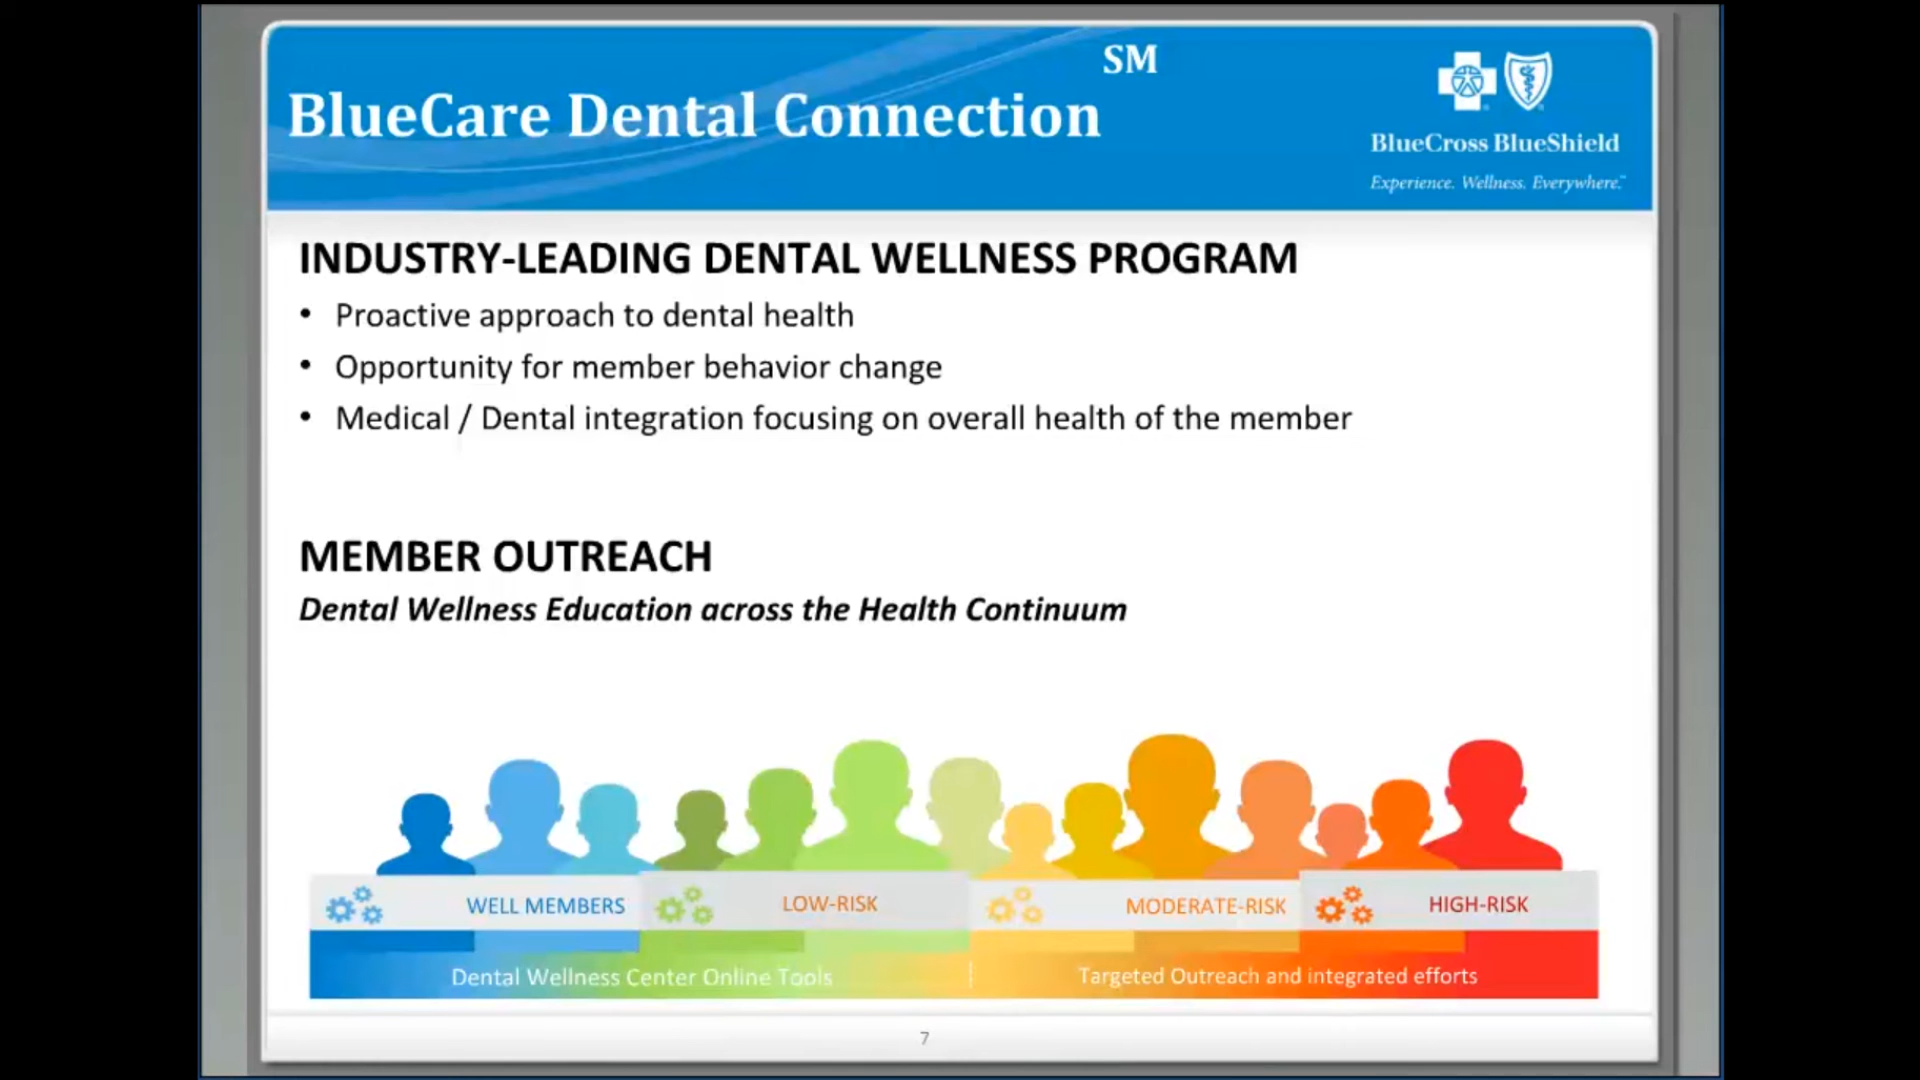 BlueCare Dental Connection SM
BlueCross BlueShield
Experience. Wellness. Everywhere.™
INDUSTRY-LEADING DENTAL WELLNESS PROGRAM
• Proactive approach to dental health
• Opportunity for member behavior change
• Medical / Dental integration focusing on overall health of the member
MEMBER OUTREACH
Dental Wellness Education across the Health Continuum
WELL MEMBERS
LOW-RISK
MODERATE-RISK
HIGH-RISK
Dental Wellness Center Online Tools
Targeted Outreach and integrated efforts
7